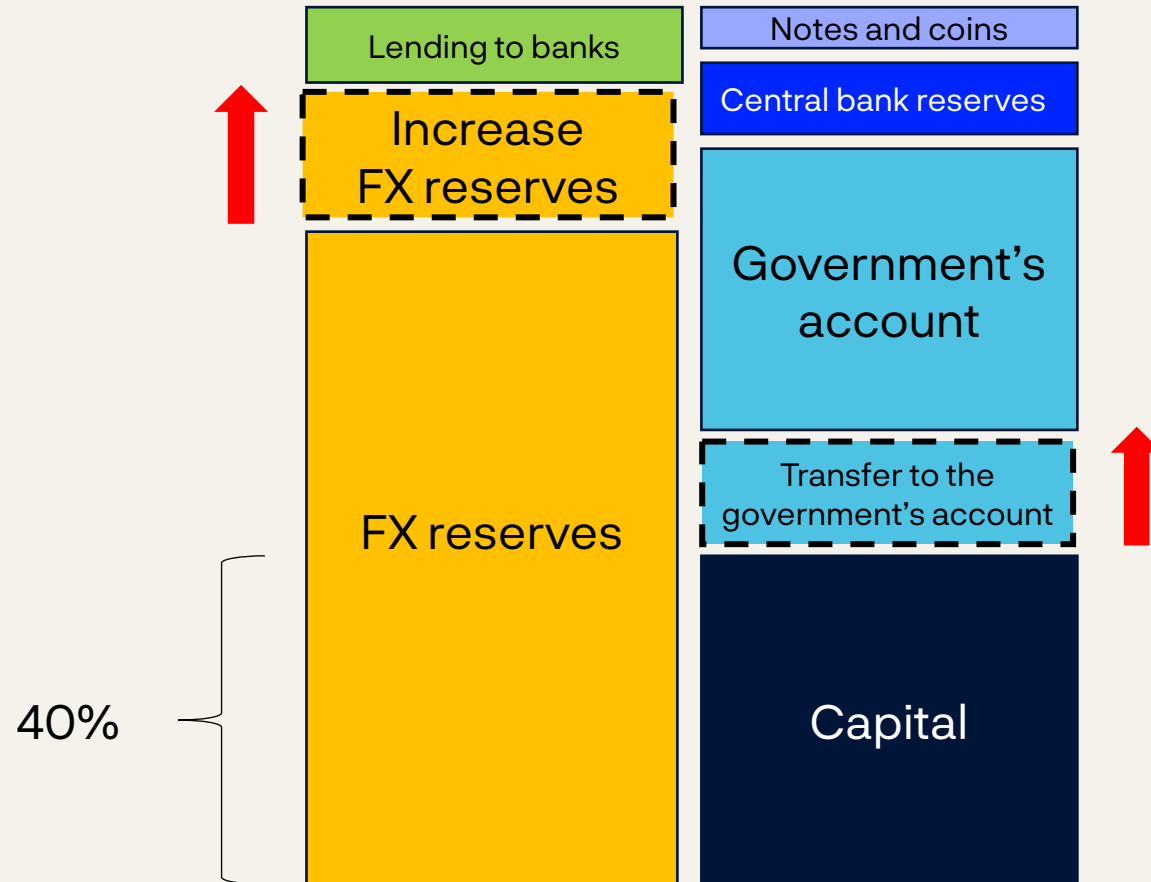 Lending to banks
Increase
FX reserves
FX reserves
40%
Notes and coins
Central bank reserves
Government’s
account
Transfer to the
government’s account
Capital